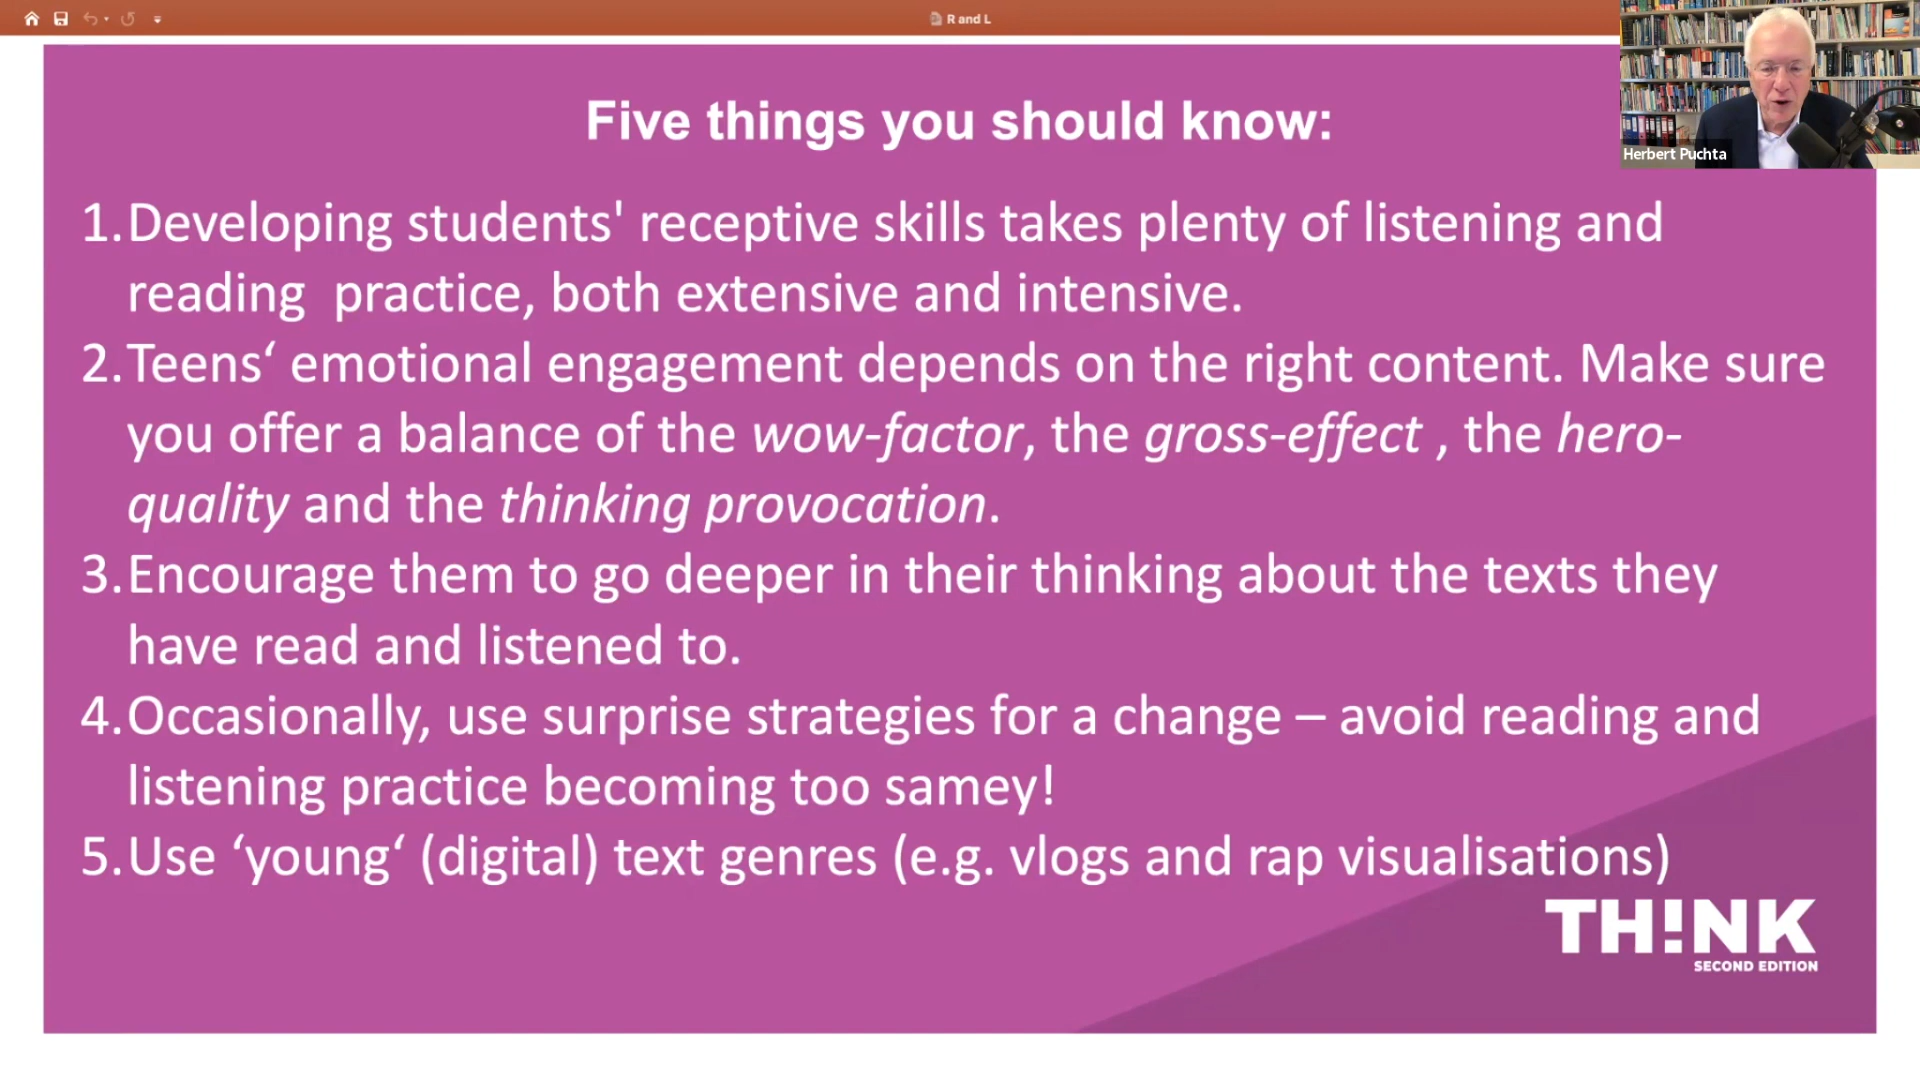 R and L
Herbert Puchta
Five things you should know:
1.Developing students' receptive skills takes plenty of listening and
reading  practice, both extensive and intensive.
2.Teens‘ emotional engagement depends on the right content. Make sure
you offer a balance of the wow-factor, the gross-effect , the hero-
quality and the thinking provocation.
3.Encourage them to go deeper in their thinking about the texts they
have read and listened to.
4.Occasionally, use surprise strategies for a change – avoid reading and
listening practice becoming too samey!
5.Use ‘young‘ (digital) text genres (e.g. vlogs and rap visualisations)
TH!NK
SECOND EDITION